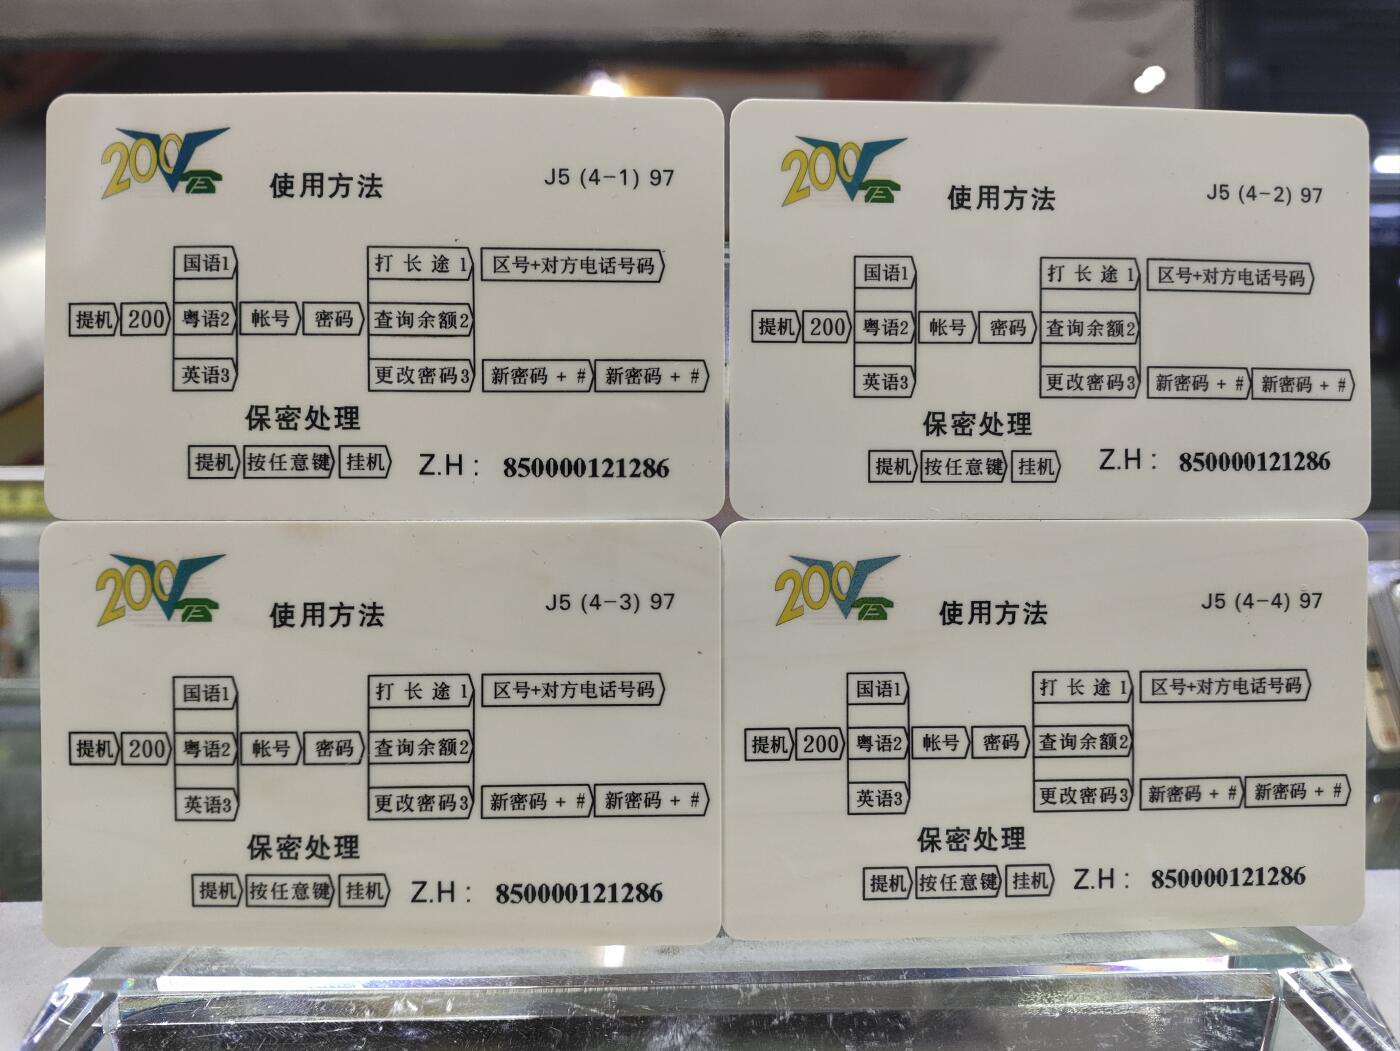 200 使用方法 J5 (4-1) 97
国语1 打长途1 区号+对方电话号码
提机 200 粤语2 帐号 密码 查询余额2
英语3 更改密码3 新密码 + # 新密码 + #
保密处理
提机 按任意键 挂机 Z.H： 850000121286
200 使用方法 J5 (4-2) 97
国语1 打长途1 区号+对方电话号码
提机 200 粤语2 帐号 密码 查询余额2
英语3 更改密码3 新密码 + # 新密码 + #
保密处理
提机 按任意键 挂机 Z.H： 850000121286
200 使用方法 J5 (4-3) 97
国语1 打长途1 区号+对方电话号码
提机 200 粤语2 帐号 密码 查询余额2
英语3 更改密码3 新密码 + # 新密码 + #
保密处理
提机 按任意键 挂机 Z.H： 850000121286
200 使用方法 J5 (4-4) 97
国语1 打长途1 区号+对方电话号码
提机 200 粤语2 帐号 密码 查询余额2
英语3 更改密码3 新密码 + # 新密码 + #
保密处理
提机 按任意键 挂机 Z.H： 850000121286